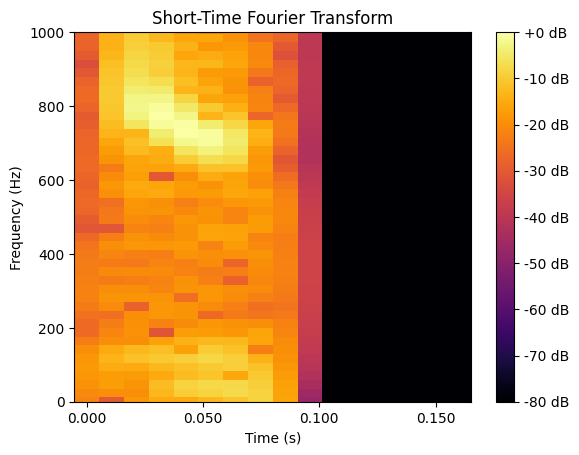 Short-Time Fourier Transform
1000
800
600
400
200
0
Frequency (Hz)
0.000
0.050
0.100
0.150
Time (s)
+0 dB
-10 dB
-20 dB
-30 dB
-40 dB
-50 dB
-60 dB
-70 dB
-80 dB